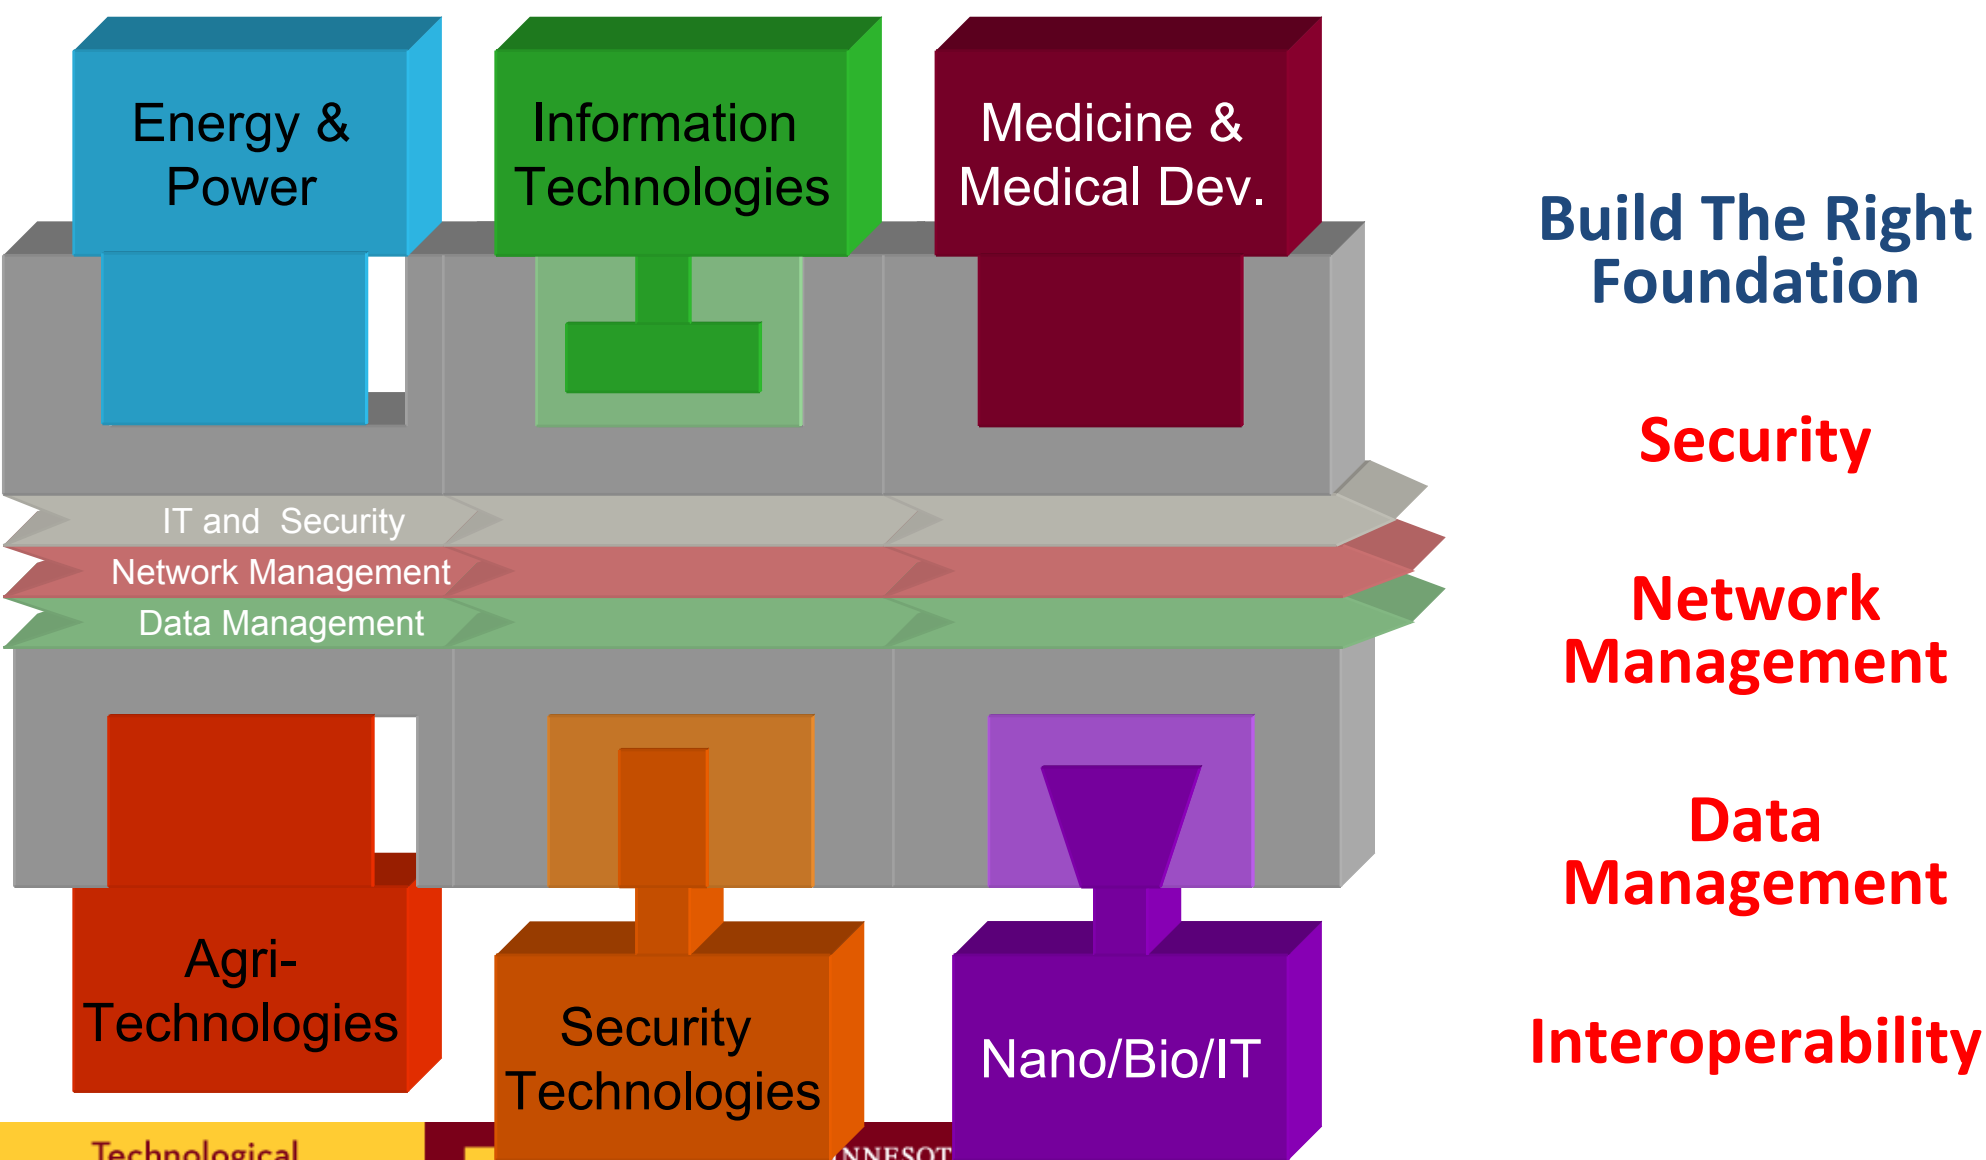 Energy &
Power
Information
Technologies
Medicine &
Medical Dev.
Build The Right
Foundation
Security
IT and  Security
Network Management
Data Management
Network
Management
Data
Management
Interoperability
Agri-
Technologies
Security
Technologies
Nano/Bio/IT
Technological